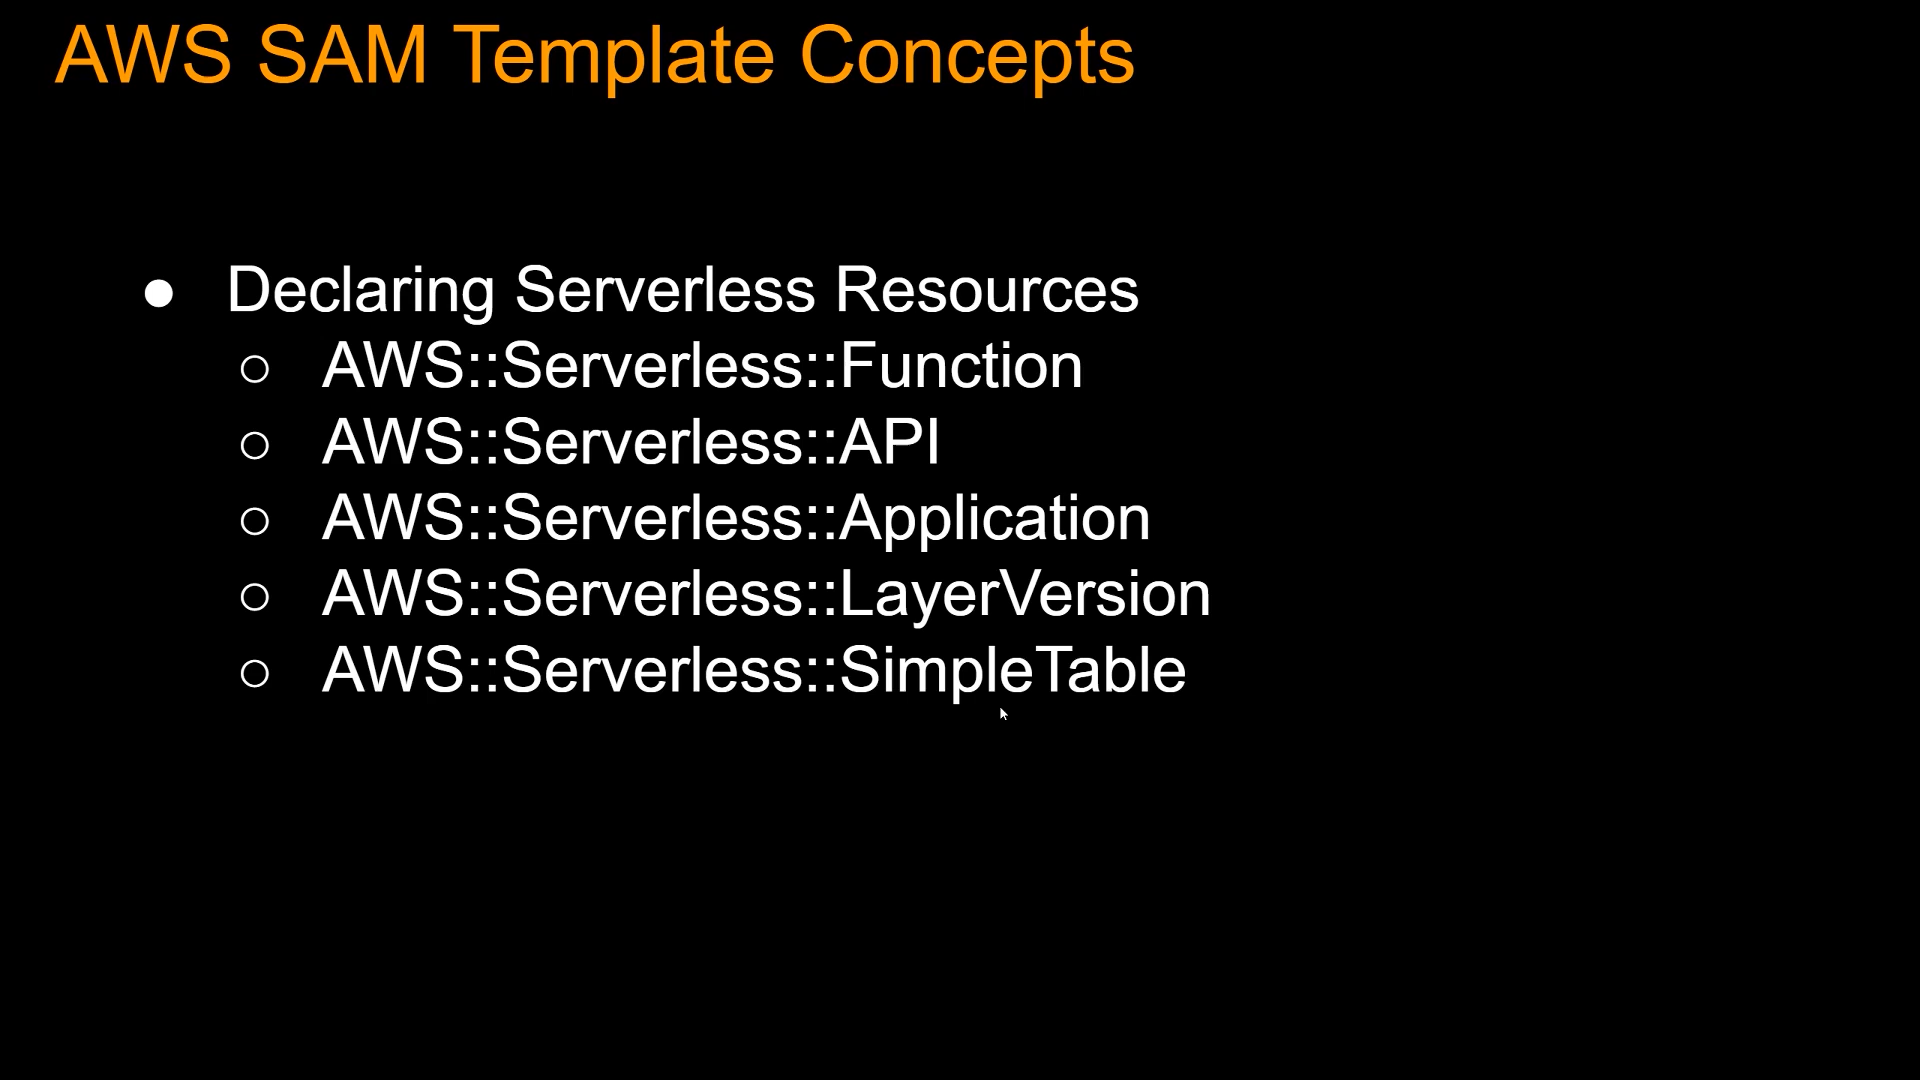 AWS SAM Template Concepts
● Declaring Serverless Resources
○ AWS::Serverless::Function
○ AWS::Serverless::API
○ AWS::Serverless::Application
○ AWS::Serverless::LayerVersion
○ AWS::Serverless::SimpleTable